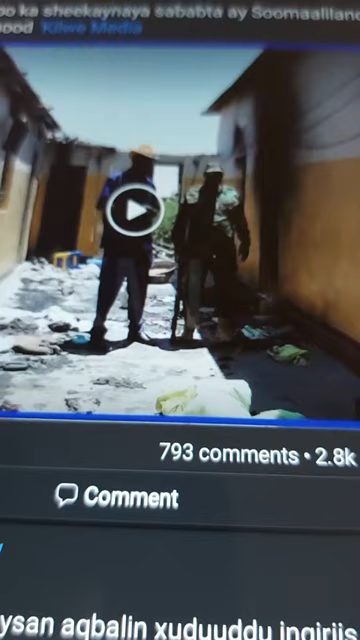 oo ka sheekaynaya sababta ay Soomaaliland
ood Kilwe Media
793 comments • 2.8k
Comment
ysan aqbalin xuduuddu ingiriis